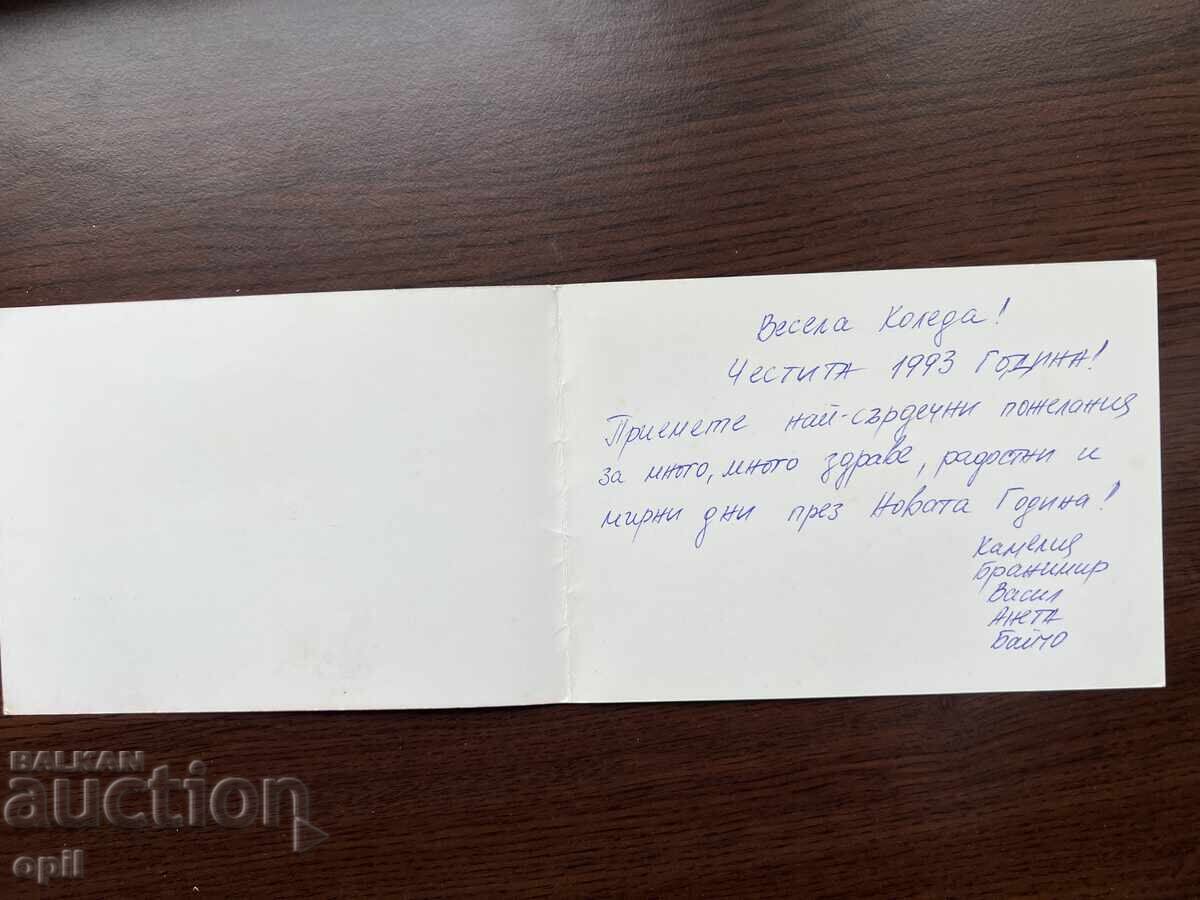 Весела Коледа!
Честита 1993 Година!
Приемете най-сърдечни пожелания
за много, много здраве, радостни и
мирни дни през Новата Година!
Камелия
Бранимир
Васил
Анета
Байчо
BALKAN
auction
opil